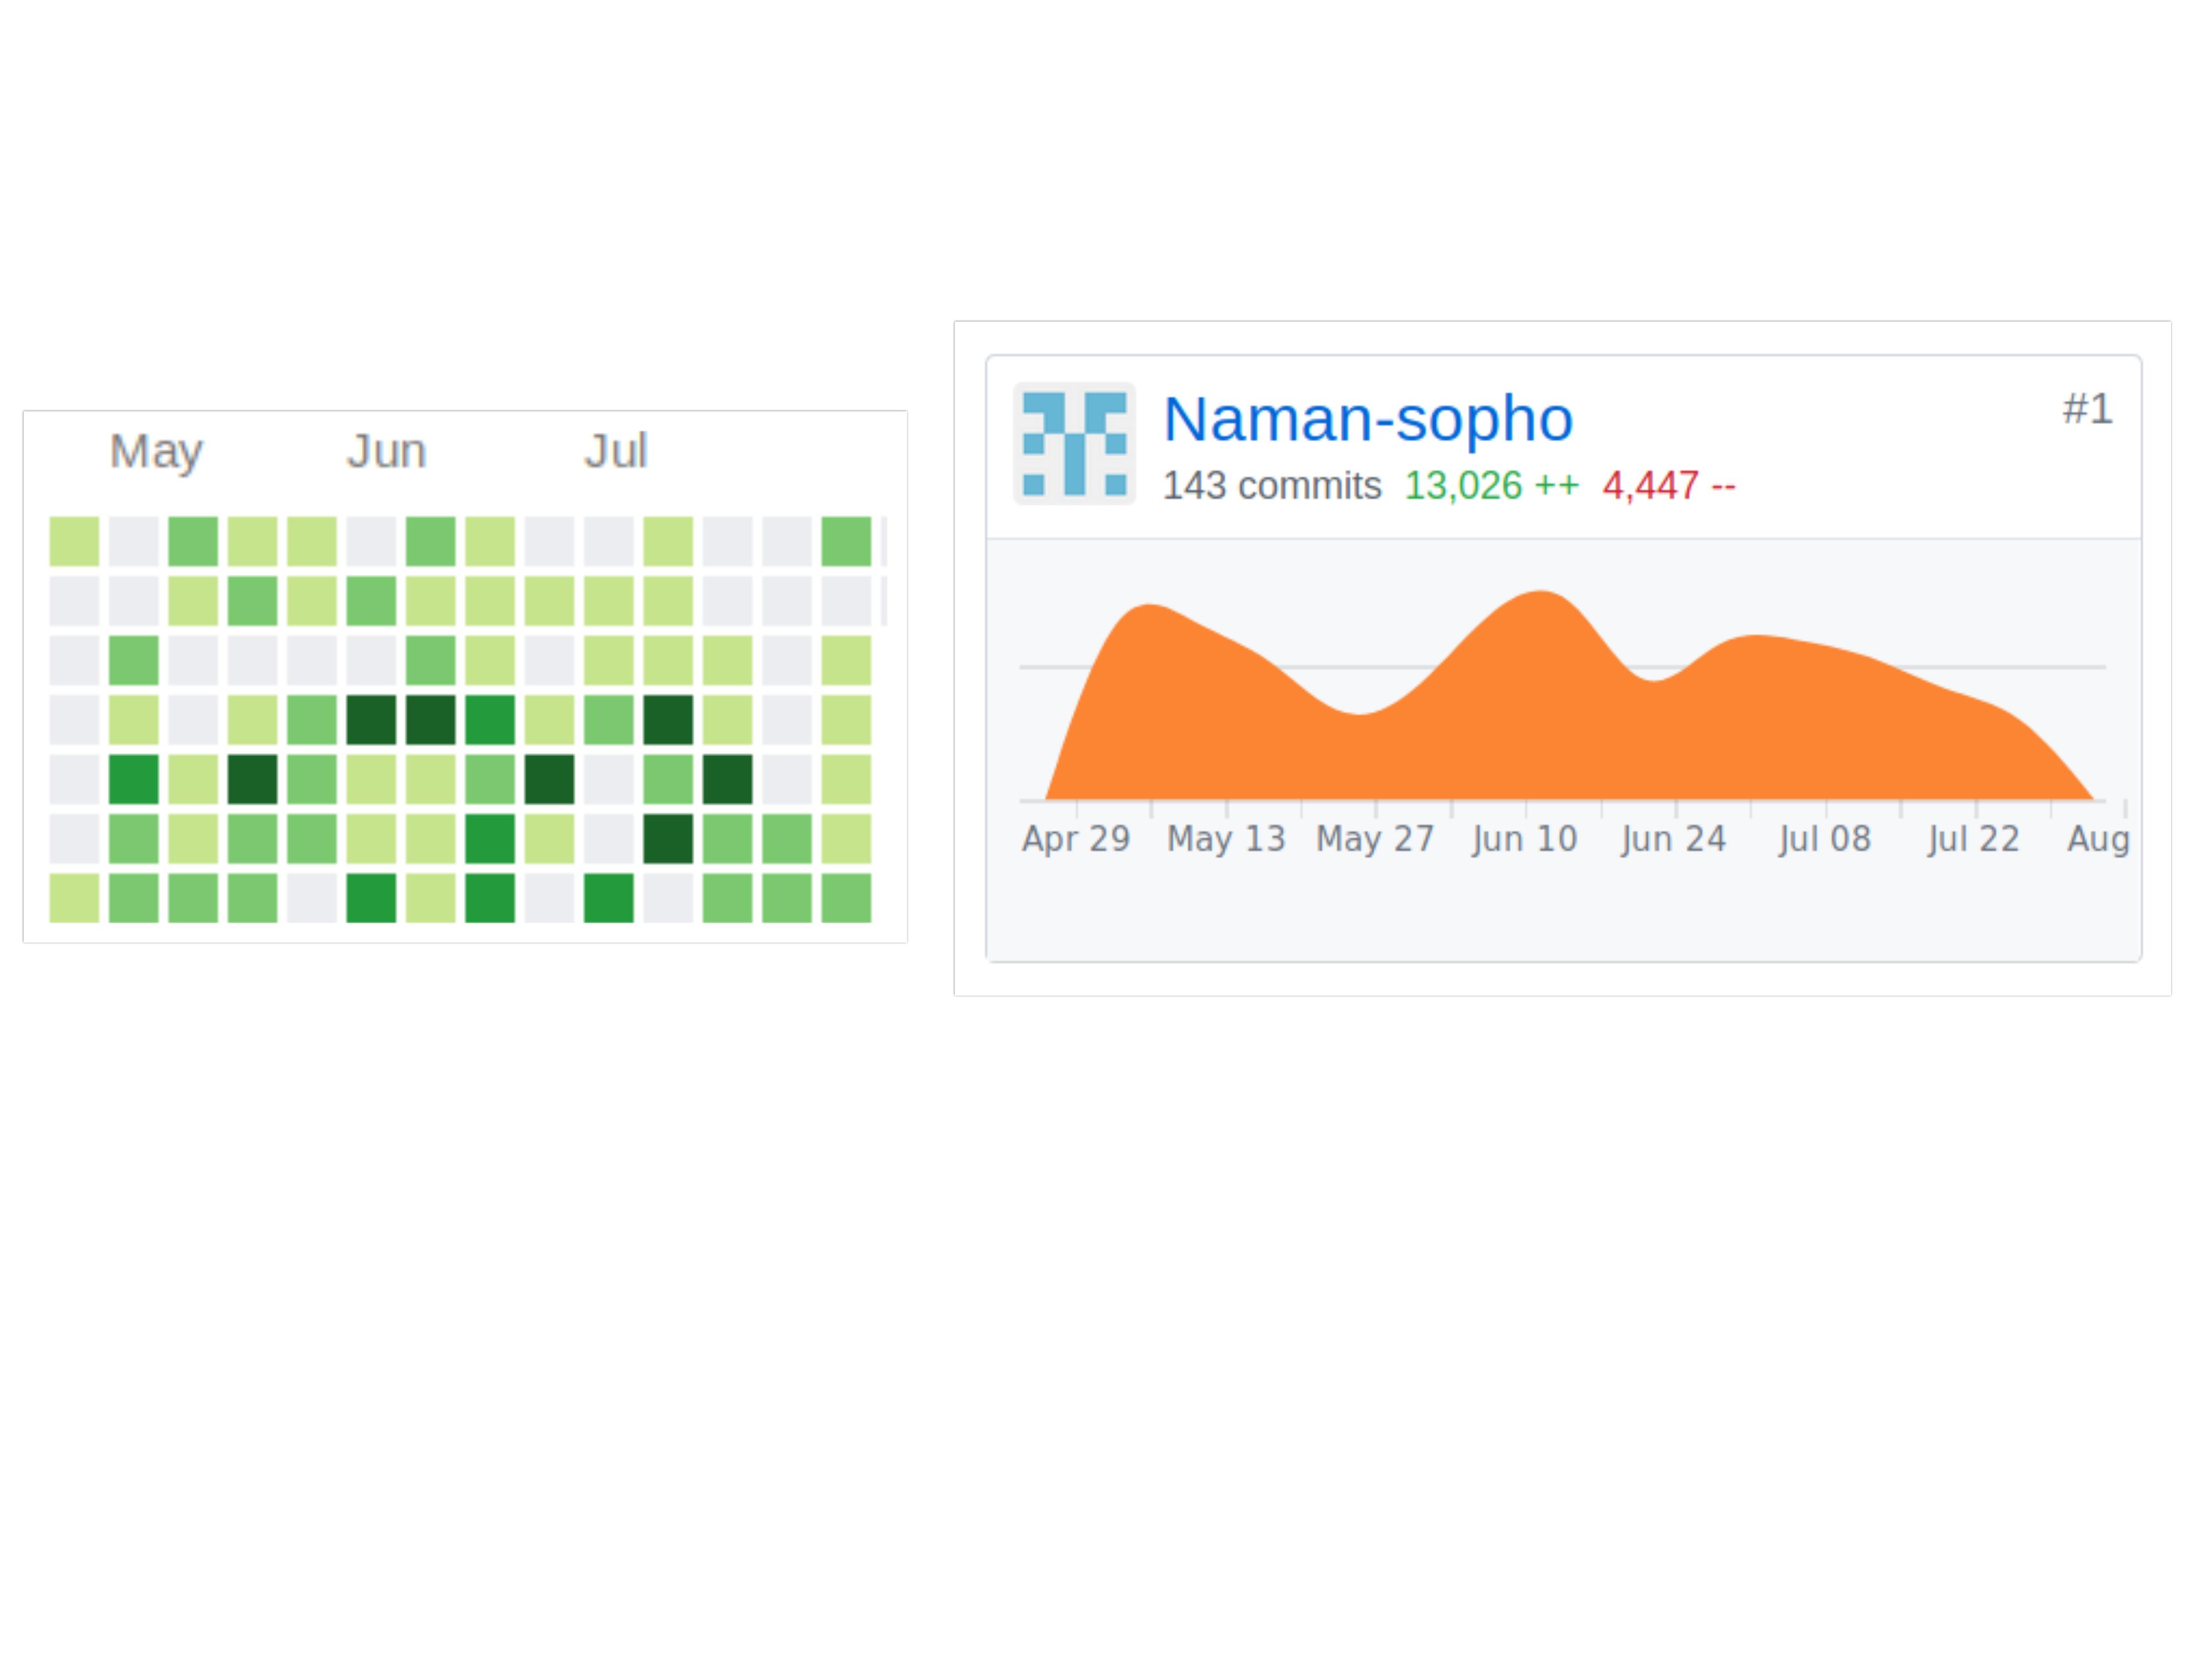 May Jun Jul
Naman-sopho #1
143 commits 13,026 ++ 4,447 --
Apr 29 May 13 May 27 Jun 10 Jun 24 Jul 08 Jul 22 Aug